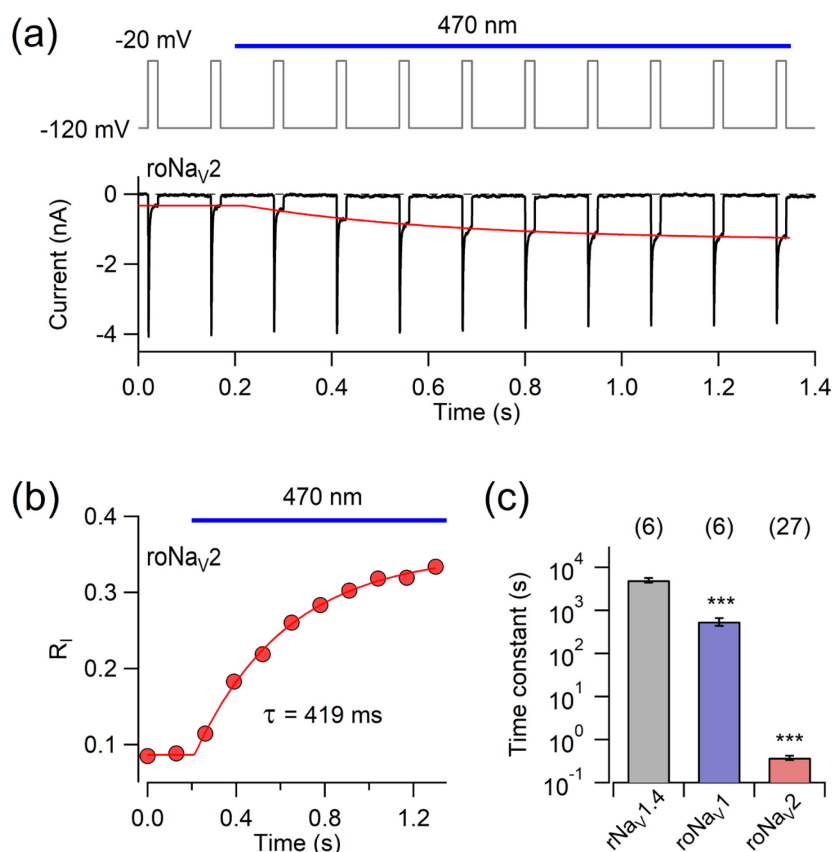 (a)
470 nm
-20 mV
-120 mV
roNaV2
0
-2
-4
Current (nA)
0.0 0.2 0.4 0.6 0.8 1.0 1.2 1.4
Time (s)
(b)
470 nm
0.4
0.3
0.2
0.1
RI
roNaV2
τ = 419 ms
0.0 0.4 0.8 1.2
Time (s)
(c)
(6) (6) (27)
10^4
10^3
10^2
10^1
10^0
10^-1
Time constant (s)
***
***
rNaV1.4 roNaV1 roNaV2